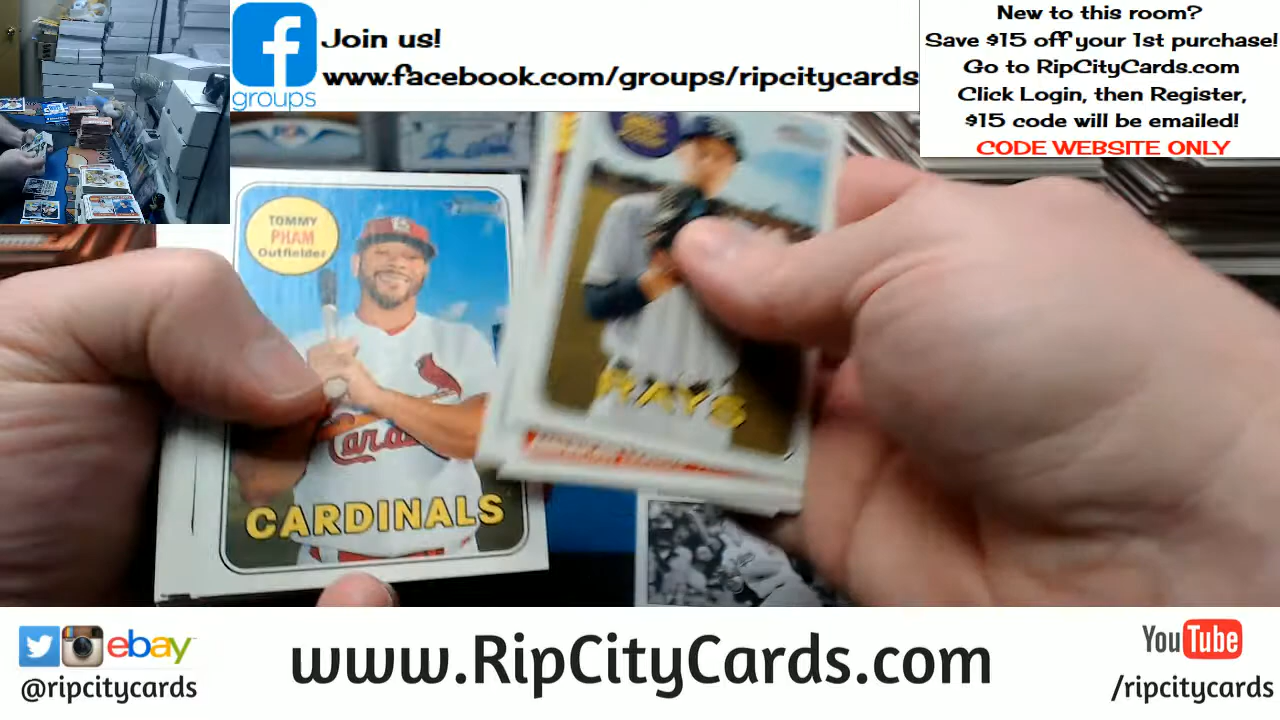 Join us!
www.facebook.com/groups/ripcitycards
groups
New to this room?
Save $15 off your 1st purchase!
Go to RipCityCards.com
Click Login, then Register,
$15 code will be emailed!
CODE WEBSITE ONLY
TOMMY
PHAM
Outfielder
Cardi
CARDINALS
RAYS
ebay
@ripcitycards
www.RipCityCards.com
YouTube
/ripcitycards